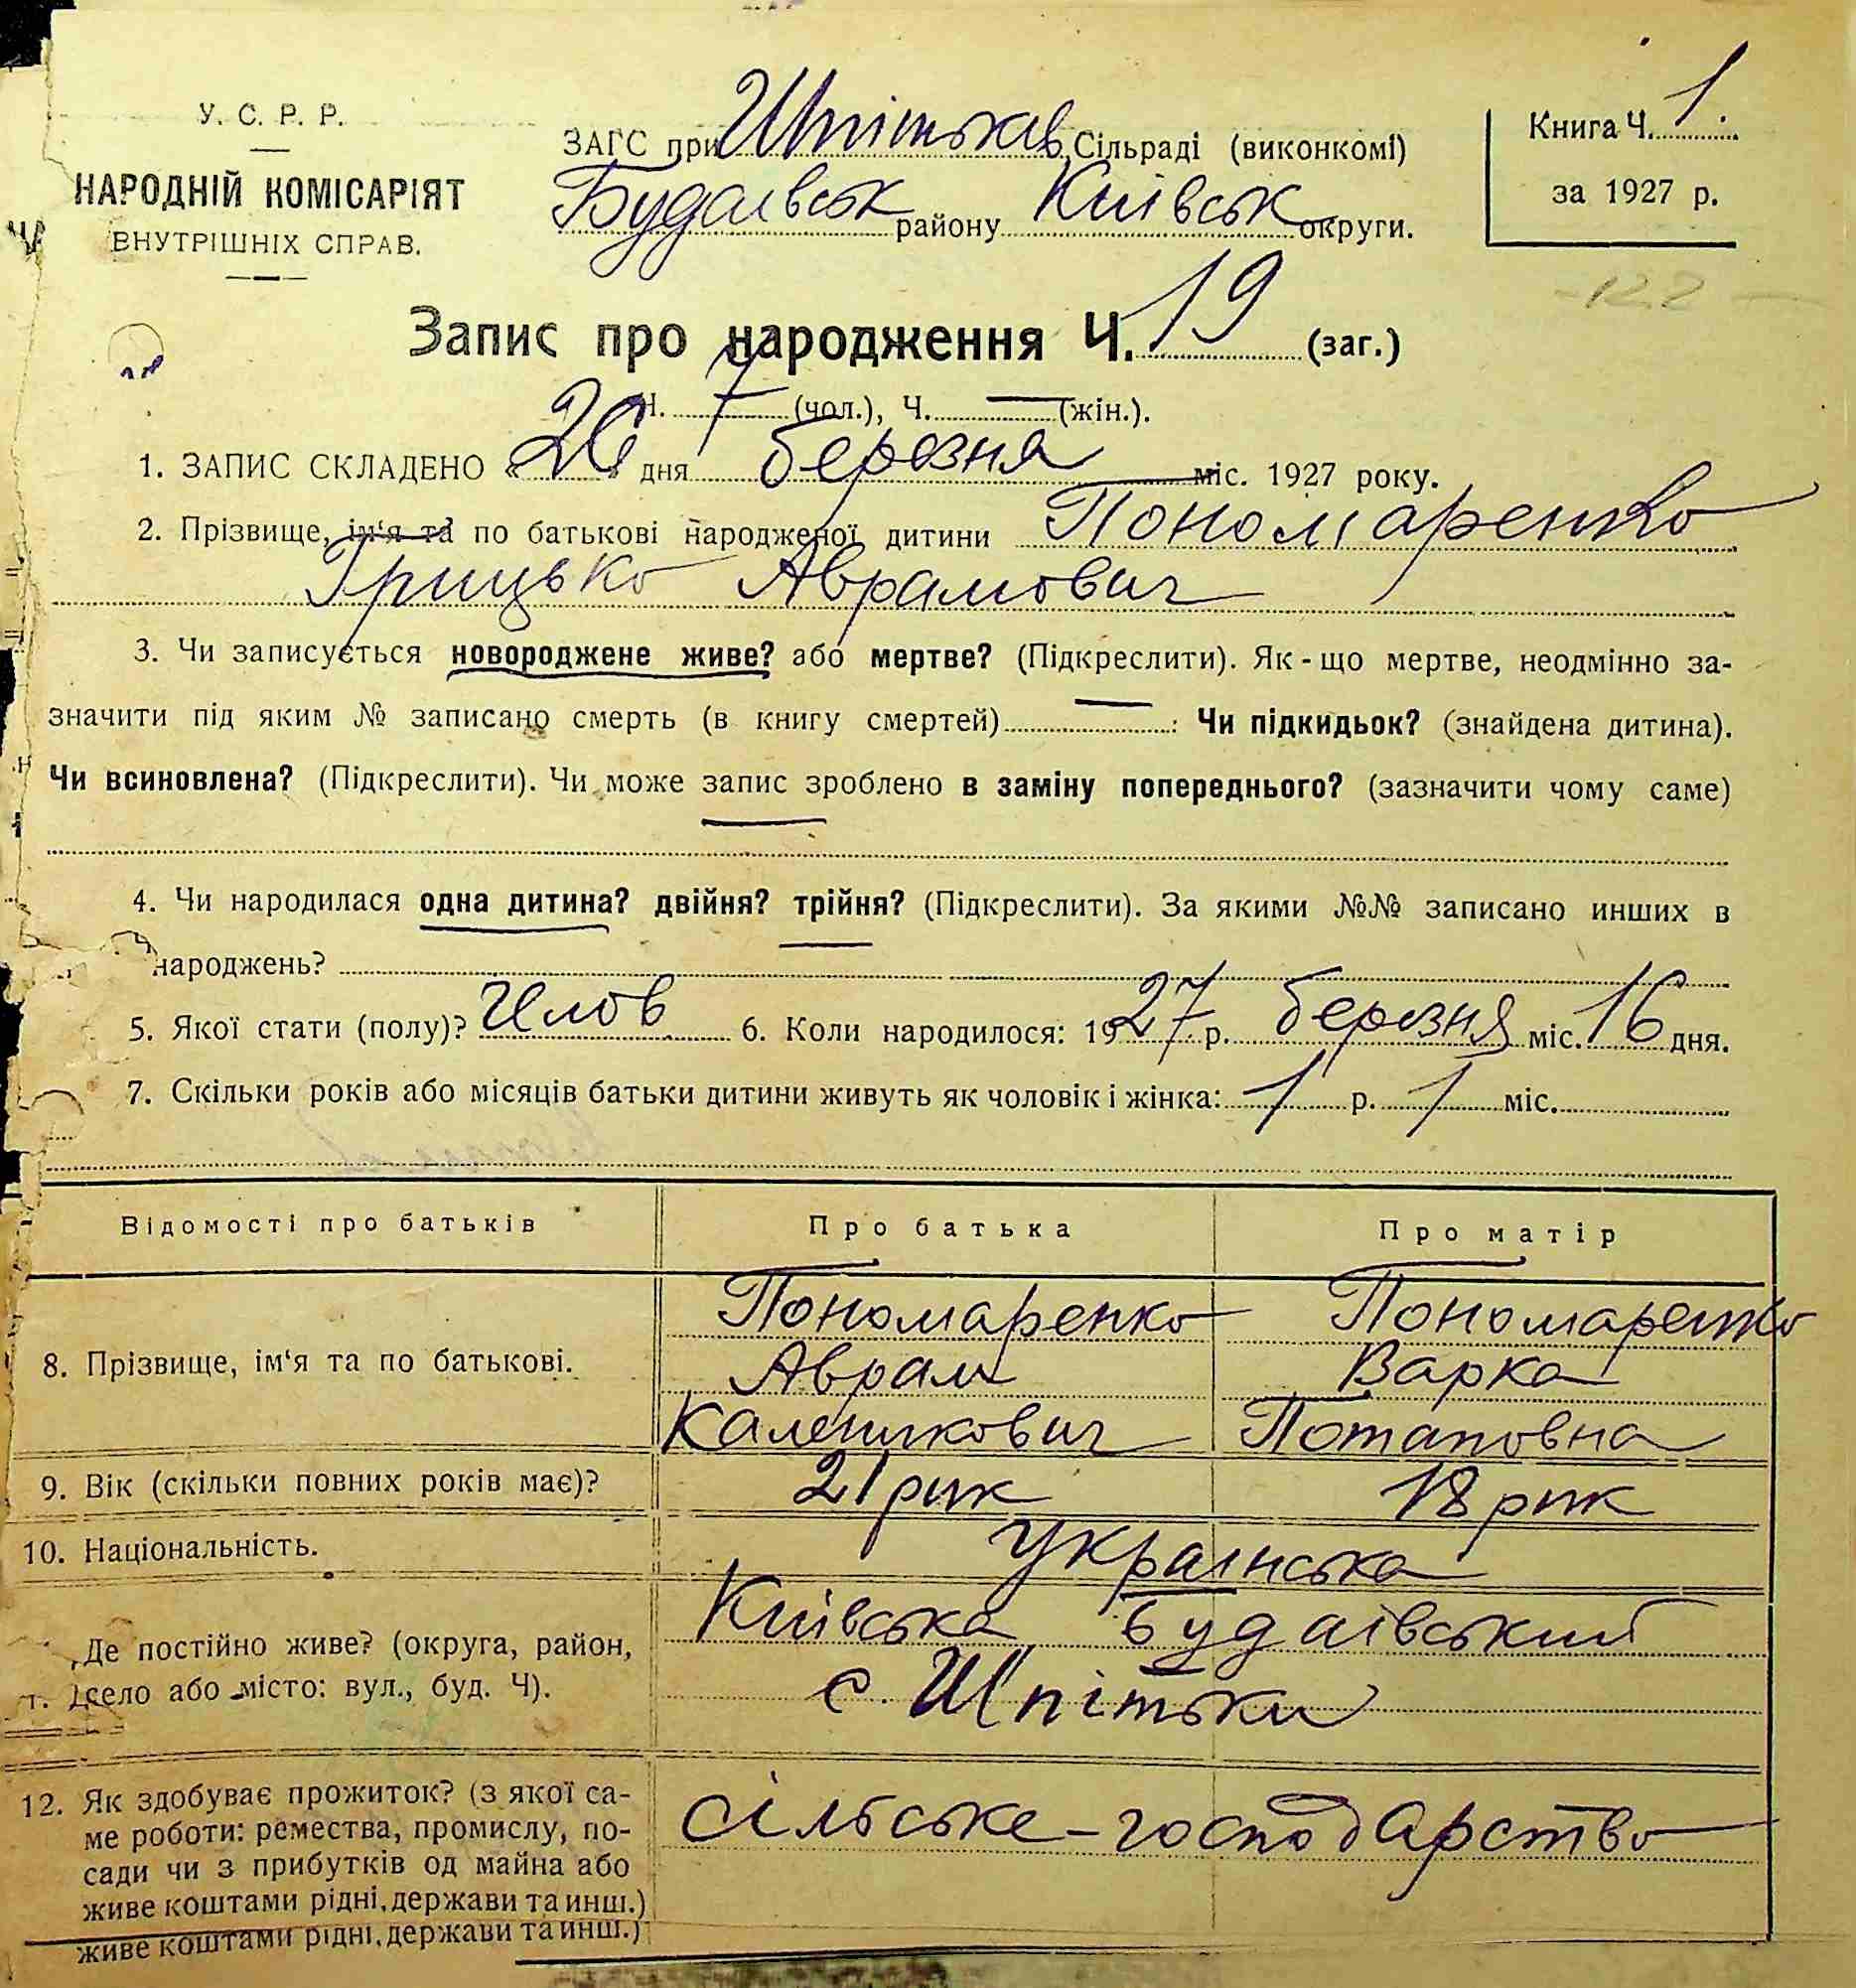 У. С. Р. Р.
НАРОДНІЙ КОМІСАРІЯТ
ВНУТРІШНІХ СПРАВ.
ЗАГС при Шпітьків Сільраді (виконкомі)
Будаївськ району Київськ округи.
Книга Ч. 1.
за 1927 р.
122
Запис про народження Ч. 19 (заг.)
Ч. 7 (чол.), Ч. — (жін.).
1. ЗАПИС СКЛАДЕНО « 26 » дня березня міс. 1927 року.
2. Прізвище, ім‘я та по батькові народженої дитини Пономаренко
Грицько Аврамович
3. Чи записується новороджене живе? або мертве? (Підкреслити). Як-що мертве, неодмінно за-
значити під яким № записано смерть (в книгу смертей) — : Чи підкидьок? (знайдена дитина).
Чи всиновлена? (Підкреслити). Чи може запис зроблено в заміну попереднього? (зазначити чому саме)
4. Чи народилася одна дитина? двійня? трійня? (Підкреслити). За якими №№ записано инших в
народжень?
5. Якої стати (полу)? Челов 6. Коли народилося: 1927 р. березня міс. 16 дня.
7. Скільки років або місяців батьки дитини живуть як чоловік і жінка: 1 р. 1 міс.
Відомості про батьків Про батька Про матір
8. Прізвище, ім‘я та по батькові.
Пономаренко Пономаренко
Аврам Варка
Каленикович Потаповна
9. Вік (скільки повних років має)? 21 рик 18 рик
10. Національність. Українська
Де постійно живе? (округа, район,
село або місто: вул., буд. Ч).
Київська Будаівський
с. Шпітьки
12. Як здобуває прожиток? (з якої са-
ме роботи: ремества, промислу, по-
сади чи з прибутків од майна або
живе коштами рідні, держави та инш.)
живе коштами рідні, держави та инш.)
сільське-господарство